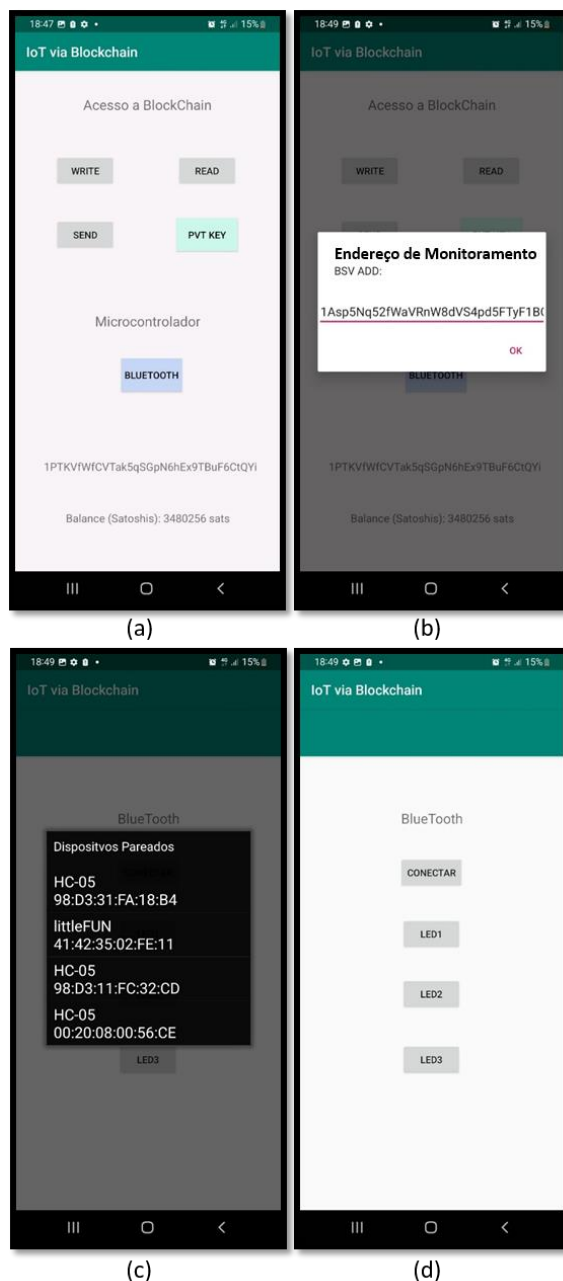 18:47 15%
IoT via Blockchain
Acesso a BlockChain
WRITE READ
SEND PVT KEY
Microcontrolador
BLUETOOTH
1PTKVfWfCVTak5qSGpN6hEx9TBuF6CtQYi
Balance (Satoshis): 3480256 sats
(a)
18:49 15%
IoT via Blockchain
Acesso a BlockChain
WRITE READ
Endereço de Monitoramento
BSV ADD:
1Asp5Nq52fWaVRnW8dVS4pd5FTyF1B
OK
BLUETOOTH
1PTKVfWfCVTak5qSGpN6hEx9TBuF6CtQYi
Balance (Satoshis): 3480256 sats
(b)
18:49 15%
IoT via Blockchain
BlueTooth
Dispositvos Pareados
HC-05
98:D3:31:FA:18:B4
littleFUN
41:42:35:02:FE:11
HC-05
98:D3:11:FC:32:CD
HC-05
00:20:08:00:56:CE
LED3
(c)
18:49 15%
IoT via Blockchain
BlueTooth
CONECTAR
LED1
LED2
LED3
(d)